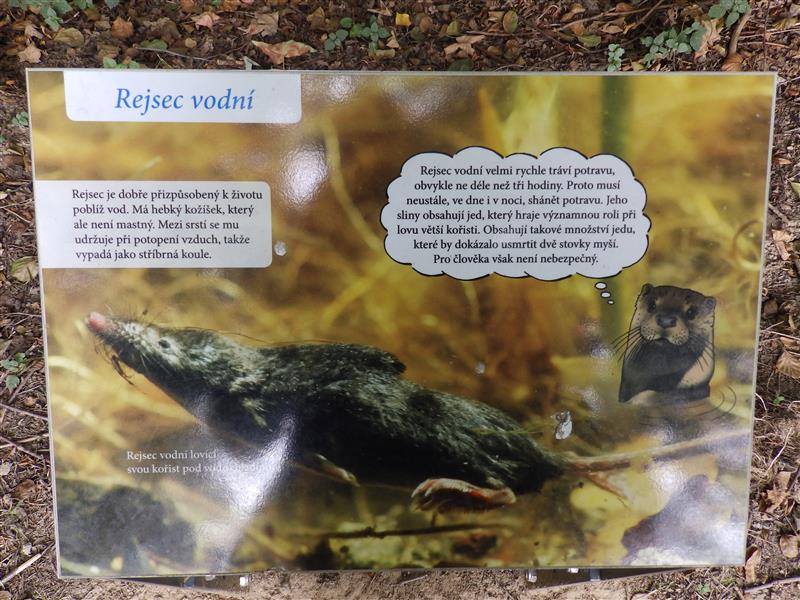 Rejsec vodní
Rejsec je dobře přizpůsobený k životu
poblíž vod. Má hebký kožíšek, který
ale není mastný. Mezi srstí se mu
udržuje při potopení vzduch, takže
vypadá jako stříbrná koule.
Rejsec vodní velmi rychle tráví potravu,
obvykle ne déle než tři hodiny. Proto musí
neustále, ve dne i v noci, shánět potravu. Jeho
sliny obsahují jed, který hraje významnou roli při
lovu větší kořisti. Obsahují takové množství jedu,
které by dokázalo usmrtit dvě stovky myší.
Pro člověka však není nebezpečný.
Rejsec vodní lovící
svou kořist pod